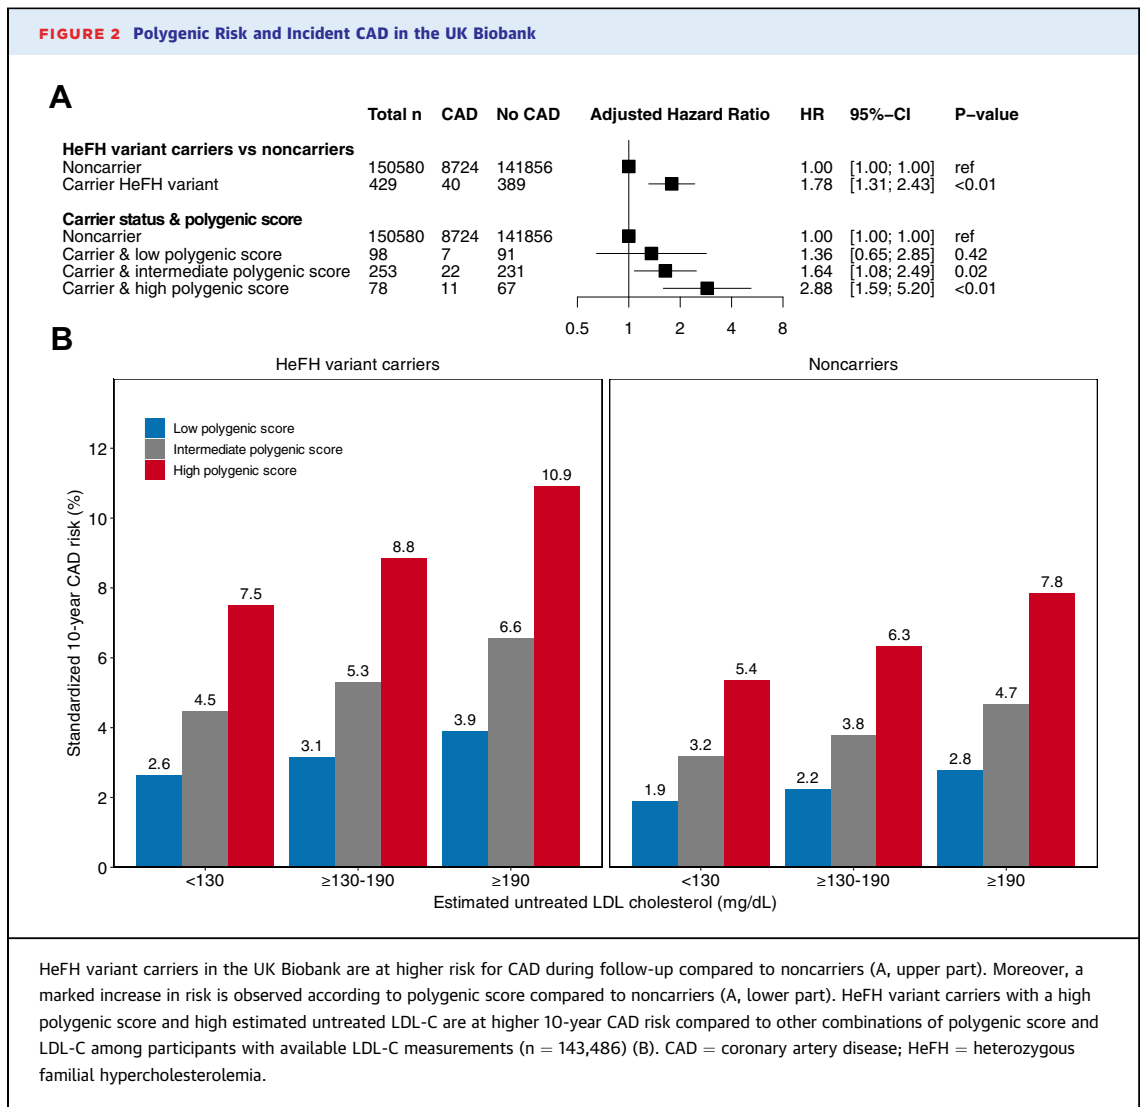 FIGURE 2 Polygenic Risk and Incident CAD in the UK Biobank
A
Total n CAD No CAD Adjusted Hazard Ratio HR 95%−CI P−value
HeFH variant carriers vs noncarriers
Noncarrier 150580 8724 141856 1.00 [1.00; 1.00] ref
Carrier HeFH variant 429 40 389 1.78 [1.31; 2.43] <0.01
Carrier status & polygenic score
Noncarrier 150580 8724 141856 1.00 [1.00; 1.00] ref
Carrier & low polygenic score 98 7 91 1.36 [0.65; 2.85] 0.42
Carrier & intermediate polygenic score 253 22 231 1.64 [1.08; 2.49] 0.02
Carrier & high polygenic score 78 11 67 2.88 [1.59; 5.20] <0.01
0.5 1 2 4 8
B
HeFH variant carriers Noncarriers
Low polygenic score
Intermediate polygenic score
High polygenic score
Standardized 10-year CAD risk (%)
12
10
8
6
4
2
0
2.6 4.5 7.5 3.1 5.3 8.8 3.9 6.6 10.9
1.9 3.2 5.4 2.2 3.8 6.3 2.8 4.7 7.8
<130 ≥130-190 ≥190 <130 ≥130-190 ≥190
Estimated untreated LDL cholesterol (mg/dL)
HeFH variant carriers in the UK Biobank are at higher risk for CAD during follow-up compared to noncarriers (A, upper part). Moreover, a
marked increase in risk is observed according to polygenic score compared to noncarriers (A, lower part). HeFH variant carriers with a high
polygenic score and high estimated untreated LDL-C are at higher 10-year CAD risk compared to other combinations of polygenic score and
LDL-C among participants with available LDL-C measurements (n = 143,486) (B). CAD = coronary artery disease; HeFH = heterozygous
familial hypercholesterolemia.